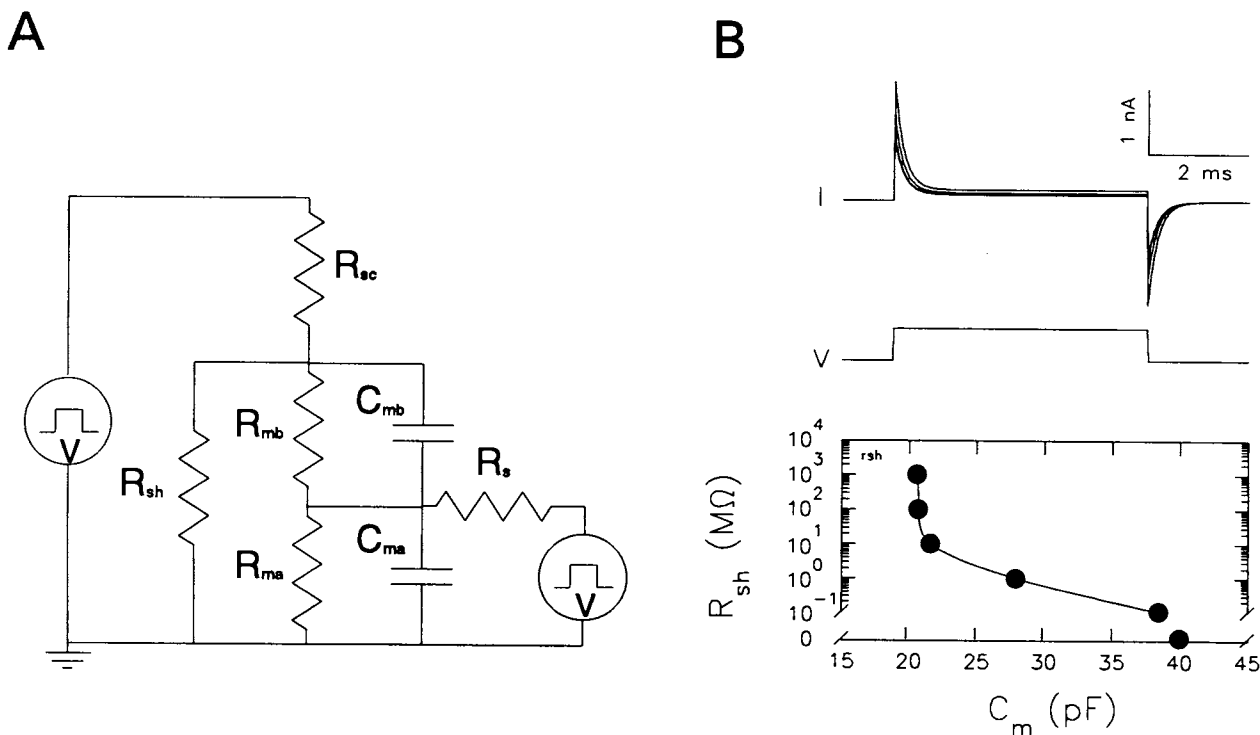 A
B
R_sc
R_mb
C_mb
R_s
R_sh
R_ma
C_ma
V
V
1 nA
2 ms
I
V
10^4
10^3
10^2
10^1
10^0
10^-1
0
rsh
R_sh (MΩ)
15 20 25 30 35 40 45
C_m (pF)